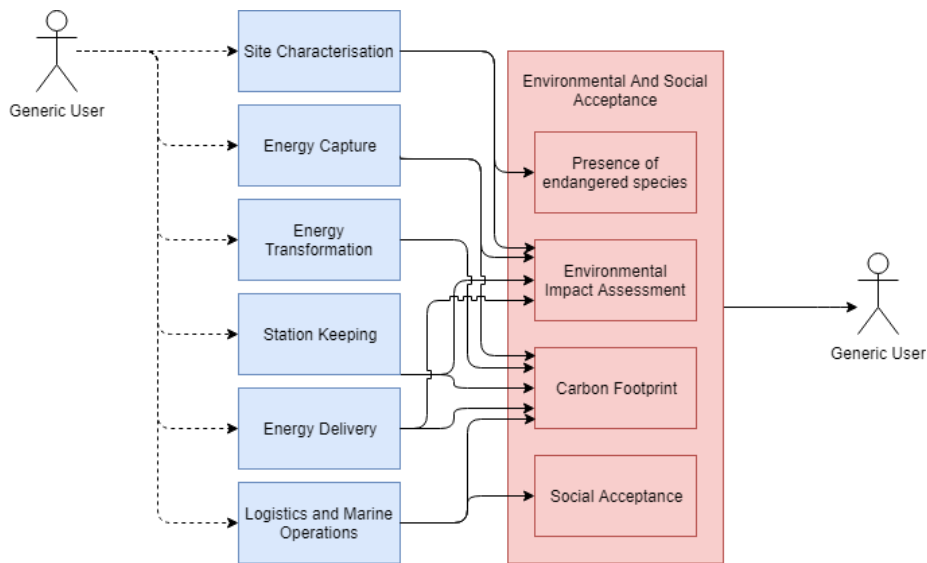 Generic User
Site Characterisation
Energy Capture
Energy
Transformation
Station Keeping
Energy Delivery
Logistics and Marine
Operations
Environmental And Social
Acceptance
Presence of
endangered species
Environmental
Impact Assessment
Carbon Footprint
Social Acceptance
Generic User